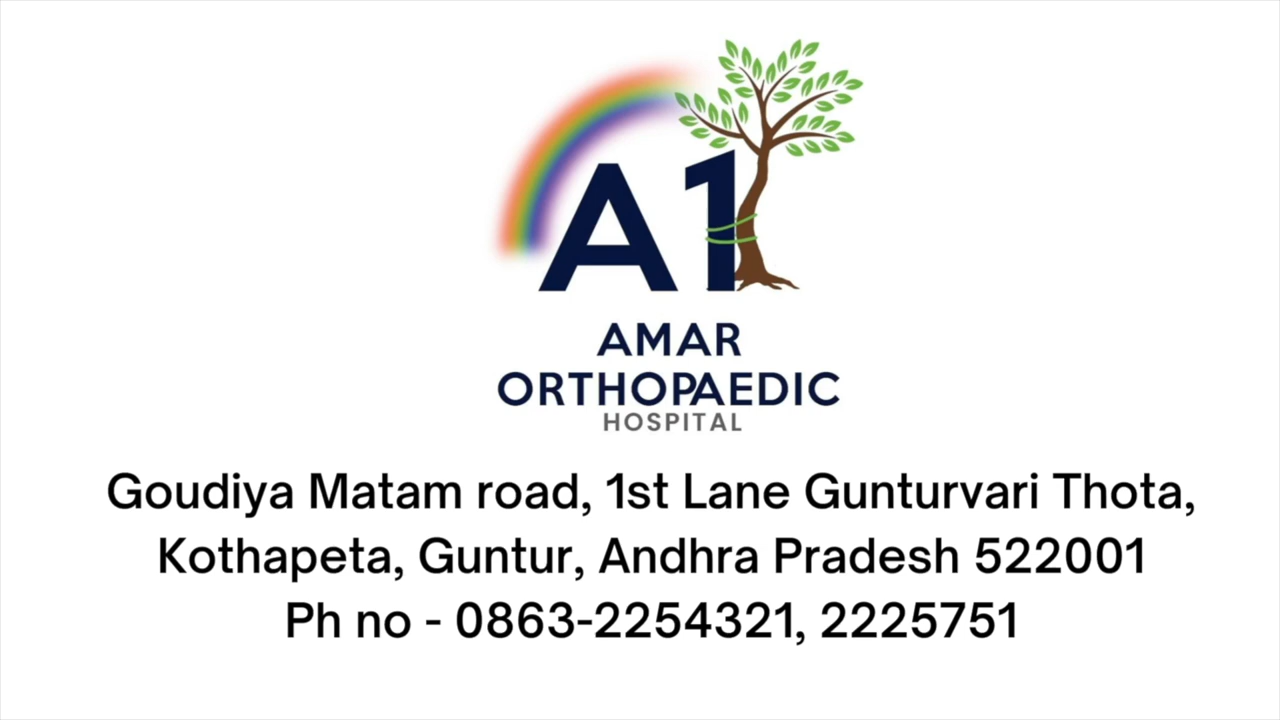 A1
AMAR
ORTHOPAEDIC
HOSPITAL
Goudiya Matam road, 1st Lane Gunturvari Thota,
Kothapeta, Guntur, Andhra Pradesh 522001
Ph no - 0863-2254321, 2225751